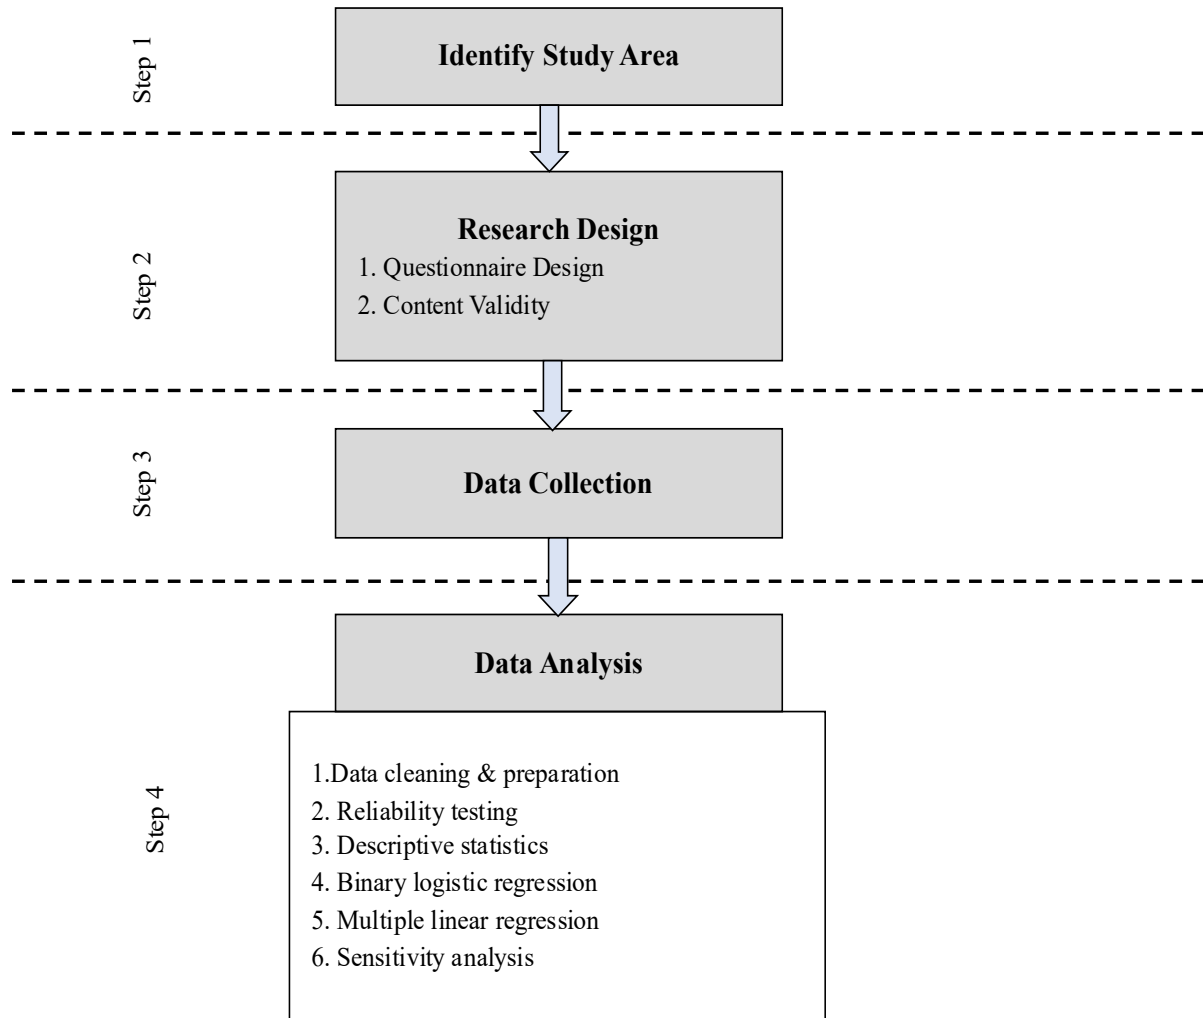 Step 1
Identify Study Area
Step 2
Research Design
1. Questionnaire Design
2. Content Validity
Step 3
Data Collection
Step 4
Data Analysis
1.Data cleaning & preparation
2. Reliability testing
3. Descriptive statistics
4. Binary logistic regression
5. Multiple linear regression
6. Sensitivity analysis